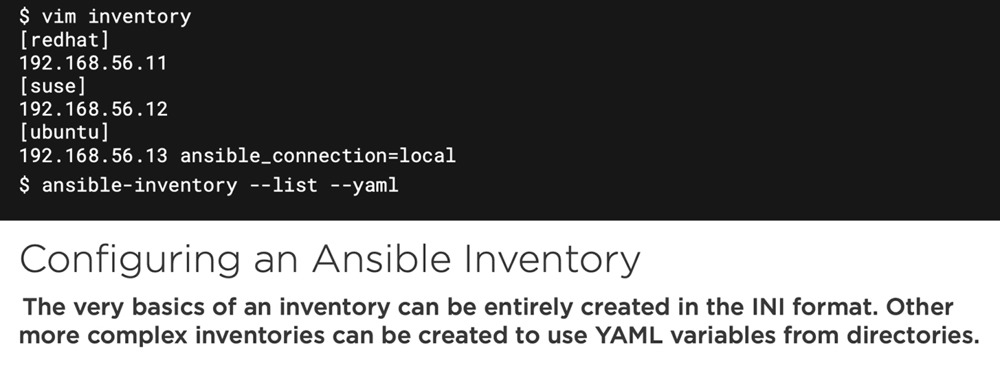 $ vim inventory
[redhat]
192.168.56.11
[suse]
192.168.56.12
[ubuntu]
192.168.56.13 ansible_connection=local
$ ansible-inventory --list --yaml
Configuring an Ansible Inventory
The very basics of an inventory can be entirely created in the INI format. Other
more complex inventories can be created to use YAML variables from directories.